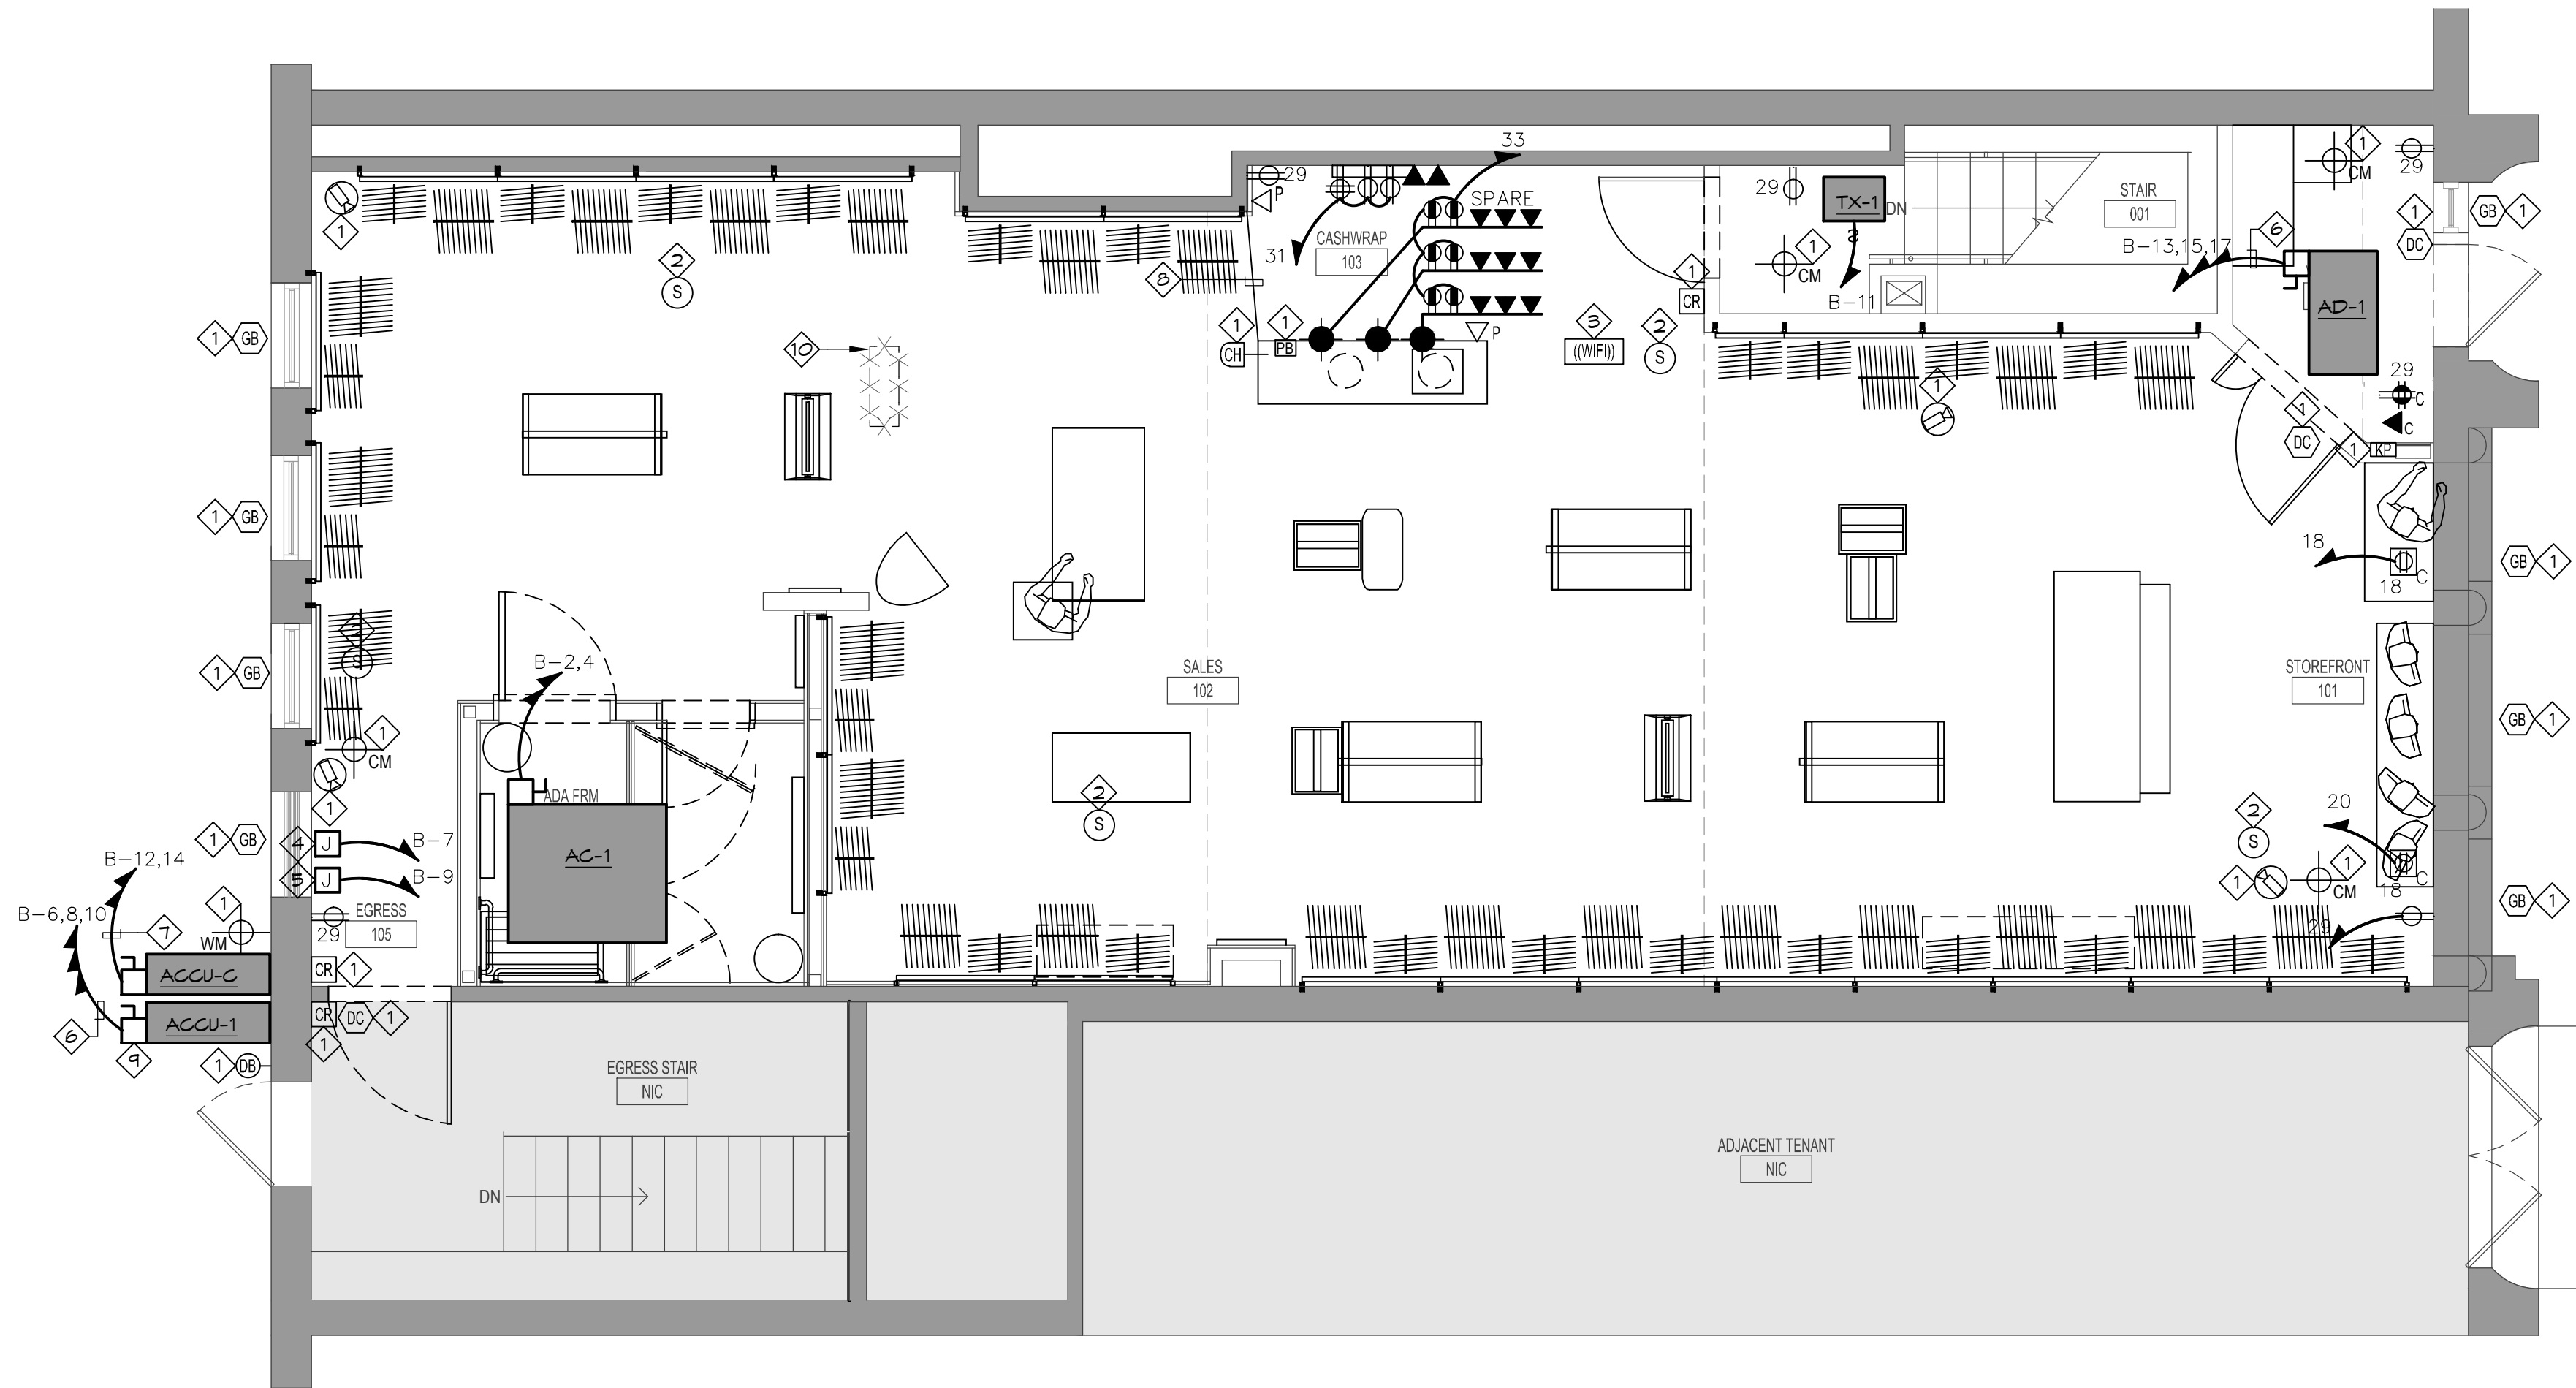 33
29
P
SPARE
31
CASHWRAP
103
29
TX-1
DN
S
1
CM
B-11
STAIR
001
1
CM
29
1
DC
GB
1
6
B-13,15,17
AD-1
1
2
S
8
1
CR
1
GB
10
1
CH
1
PB
P
3
((WIFI))
2
S
1
29
C
C
1
DC
1
KP
1
GB
18
18
C
GB
1
2
S
1
GB
B-2,4
SALES
102
STOREFRONT
101
GB
1
1
CM
1
ADA FRM
AC-1
2
S
20
2
S
1
1
CM
18
C
1
GB
4
J
B-7
5
J
B-9
B-12,14
B-6,8,10
7
1
WM
29
EGRESS
105
29
GB
1
ACCU-C
CR
1
ACCU-1
CR
DC
1
1
6
9
1
DB
EGRESS STAIR
NIC
DN
ADJACENT TENANT
NIC